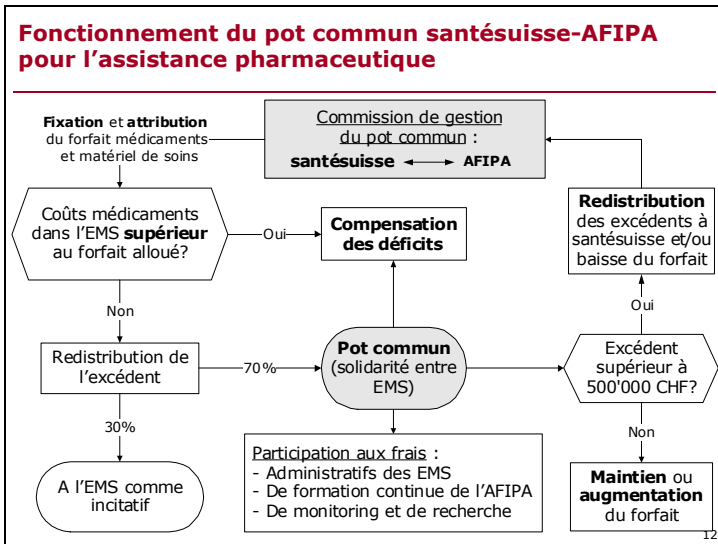 Fonctionnement du pot commun santésuisse-AFIPA
pour l'assistance pharmaceutique
Fixation et attribution
du forfait médicaments
et matériel de soins
Commission de gestion
du pot commun :
santésuisse AFIPA
Coûts médicaments
dans l'EMS supérieur
au forfait alloué?
Oui
Compensation
des déficits
Redistribution
des excédents à
santésuisse et/ou
baisse du forfait
Non
Oui
Redistribution de
l'excédent
70%
Pot commun
(solidarité entre
EMS)
Excédent
supérieur à
500'000 CHF?
30%
Non
A l'EMS comme
incitatif
Participation aux frais :
- Administratifs des EMS
- De formation continue de l'AFIPA
- De monitoring et de recherche
Maintien ou
augmentation
du forfait
12